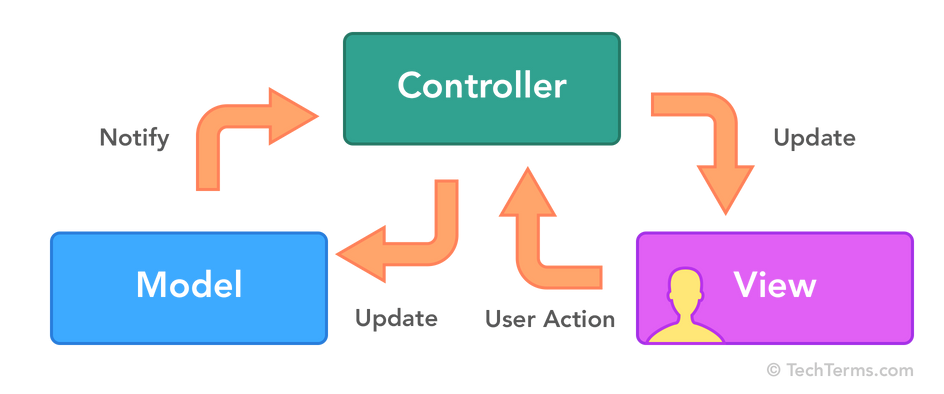 Controller
Notify
Update
Model
View
Update
User Action
© TechTerms.com